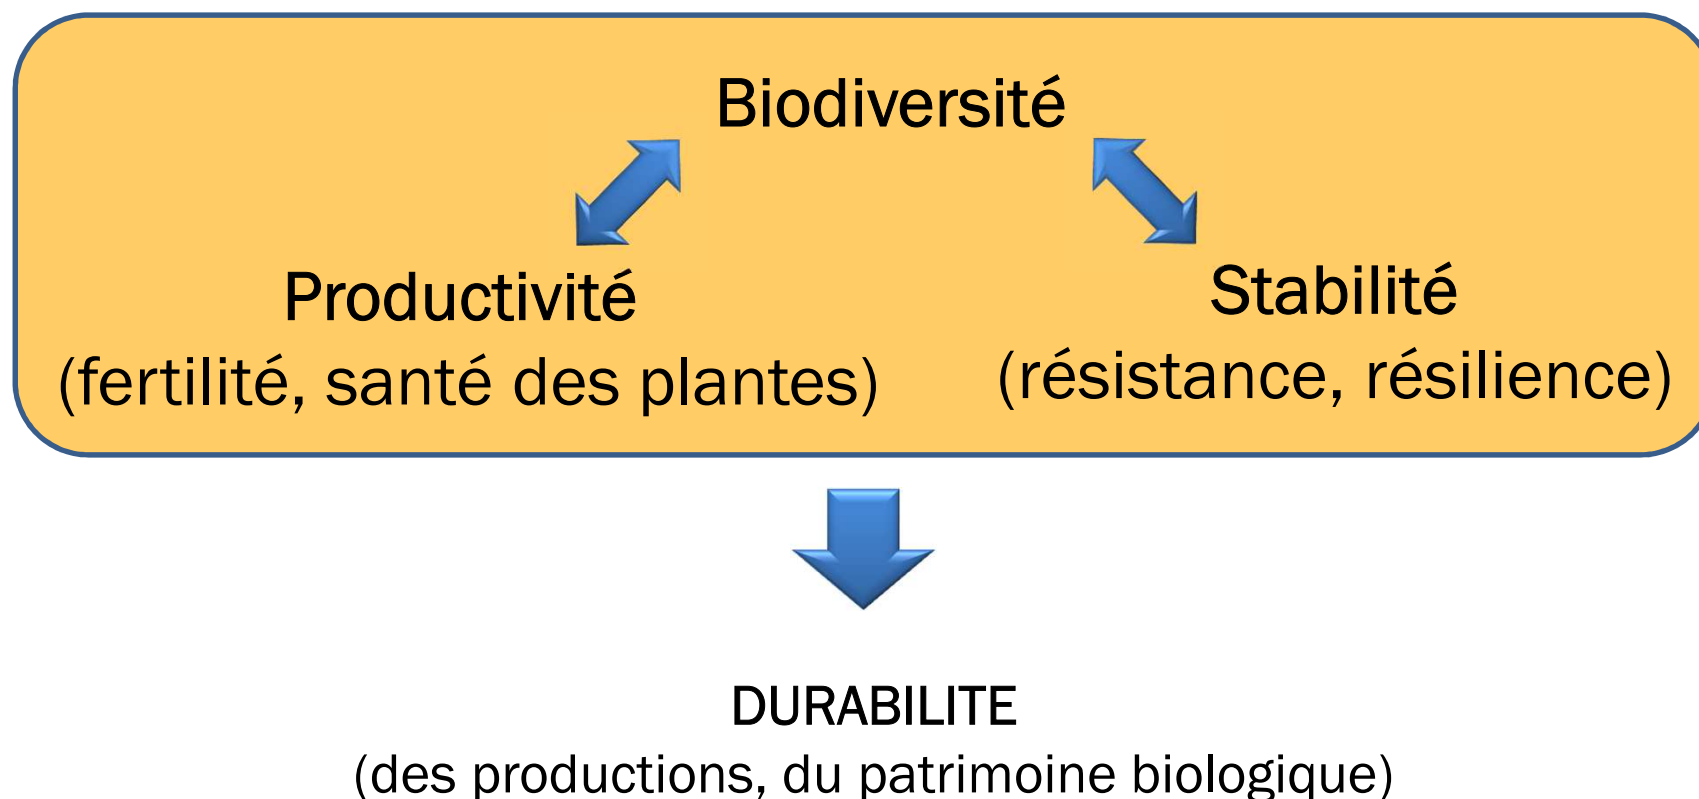 Biodiversité
Productivité
Stabilité
(fertilité, santé des plantes)
(résistance, résilience)
DURABILITE
(des productions, du patrimoine biologique)